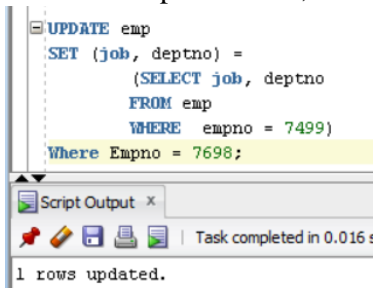 UPDATE emp
SET (job, deptno) =
(SELECT job, deptno
FROM emp
WHERE empno = 7499)
Where Empno = 7698;
Script Output x
Task completed in 0.016 s
1 rows updated.